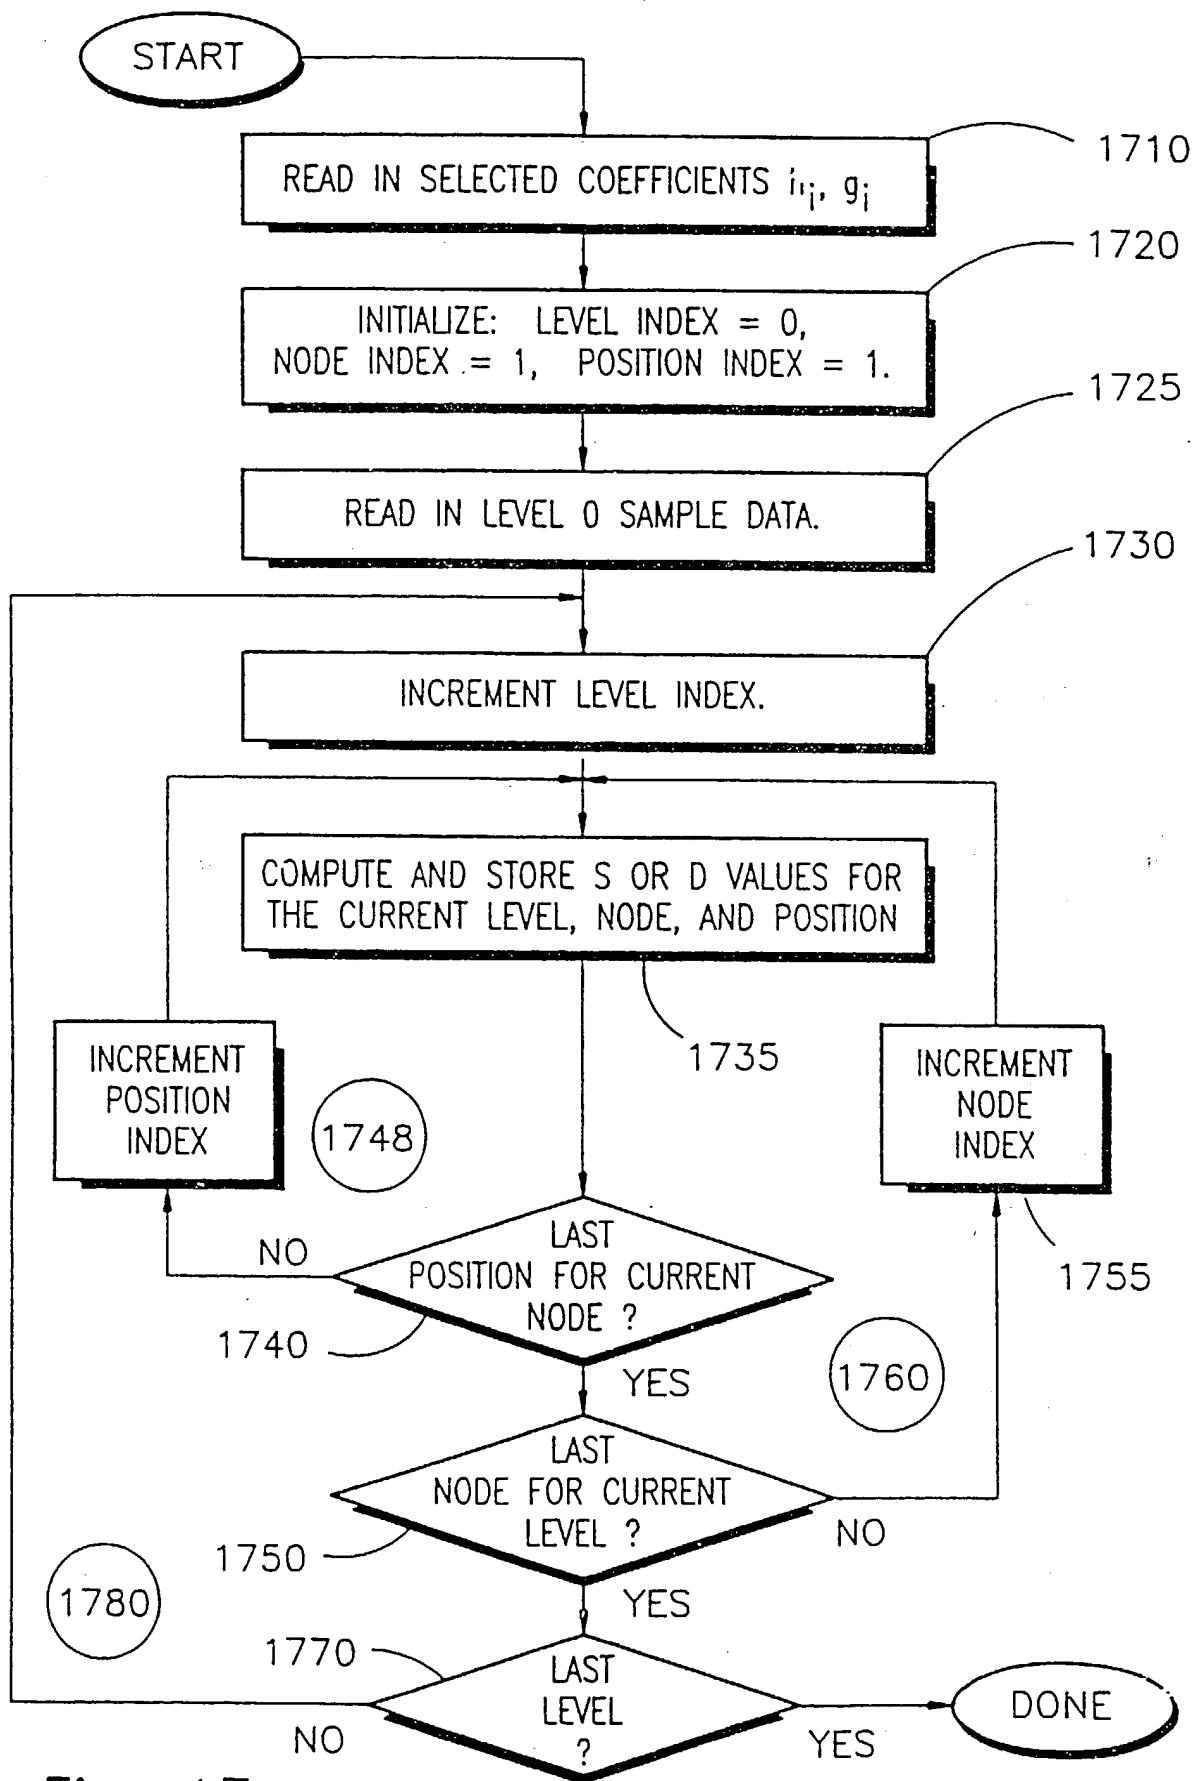 START
READ IN SELECTED COEFFICIENTS
1710
1720
INITIALIZE: LEVEL INDEX = 0,
NODE INDEX = 1, POSITION INDEX = 1.
1725
READ IN LEVEL 0 SAMPLE DATA.
1730
INCREMENT LEVEL INDEX.
COMPUTE AND STORE S OR D VALUES FOR
THE CURRENT LEVEL, NODE, AND POSITION
1735
INCREMENT
POSITION
INDEX
1748
INCREMENT
NODE
INDEX
1755
LAST
POSITION FOR CURRENT
NODE ?
NO
1740
YES
1760
LAST
NODE FOR CURRENT
LEVEL ?
NO
1750
YES
1780
1770
LAST
LEVEL
?
NO
YES
DONE